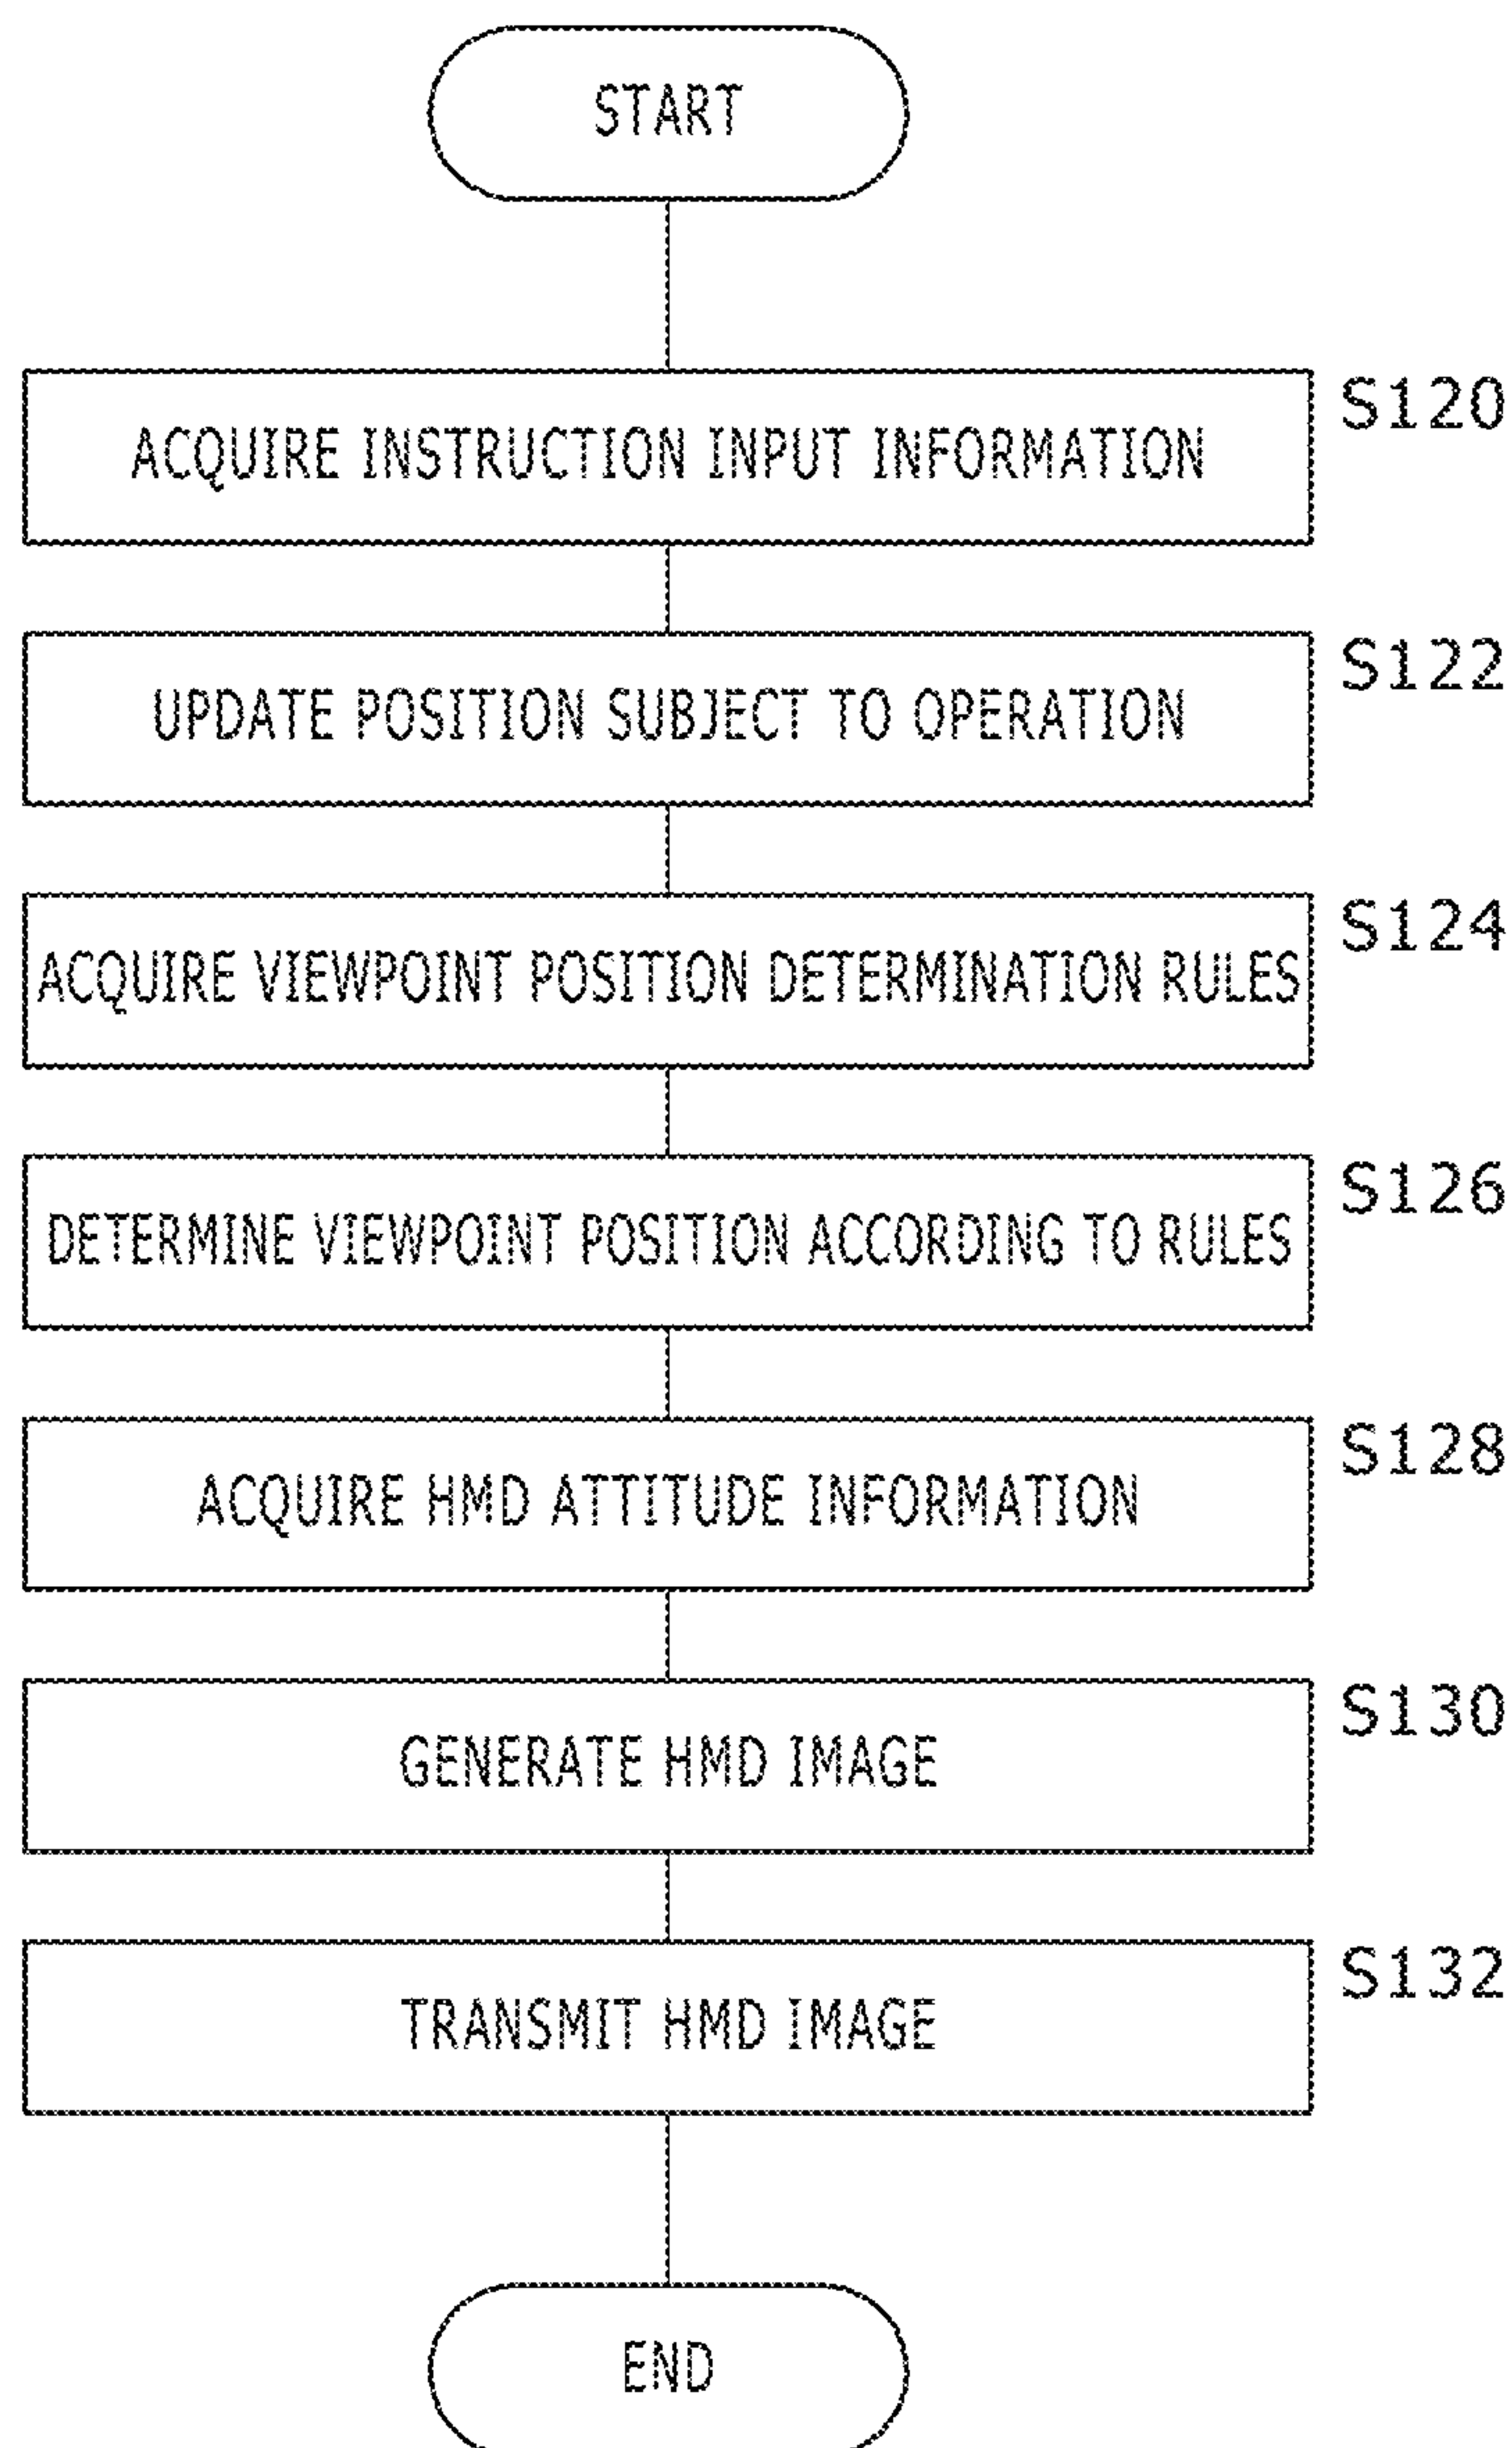 START
ACQUIRE INSTRUCTION INPUT INFORMATION
S120
UPDATE POSITION SUBJECT TO OPERATION
S122
ACQUIRE VIEWPOINT POSITION DETERMINATION RULES
S124
DETERMINE VIEWPOINT POSITION ACCORDING TO RULES
S126
ACQUIRE HMD ATTITUDE INFORMATION
S128
GENERATE HMD IMAGE
S130
TRANSMIT HMD IMAGE
S132
END